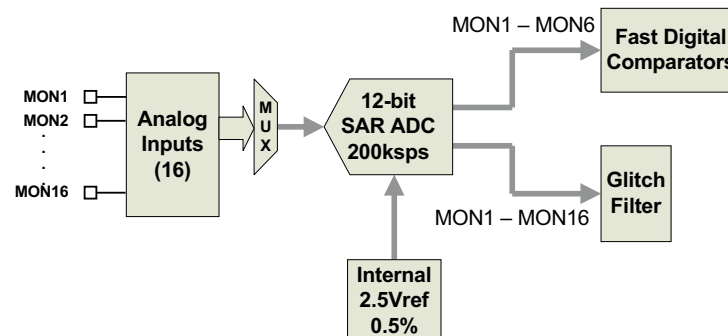 MON1 – MON6
Fast Digital
Comparators
MON1
MON2
.
.
.
.
MON16
Analog
Inputs
(16)
M
U
X
12-bit
SAR ADC
200ksps
MON1 – MON16
Glitch
Filter
Internal
2.5Vref
0.5%